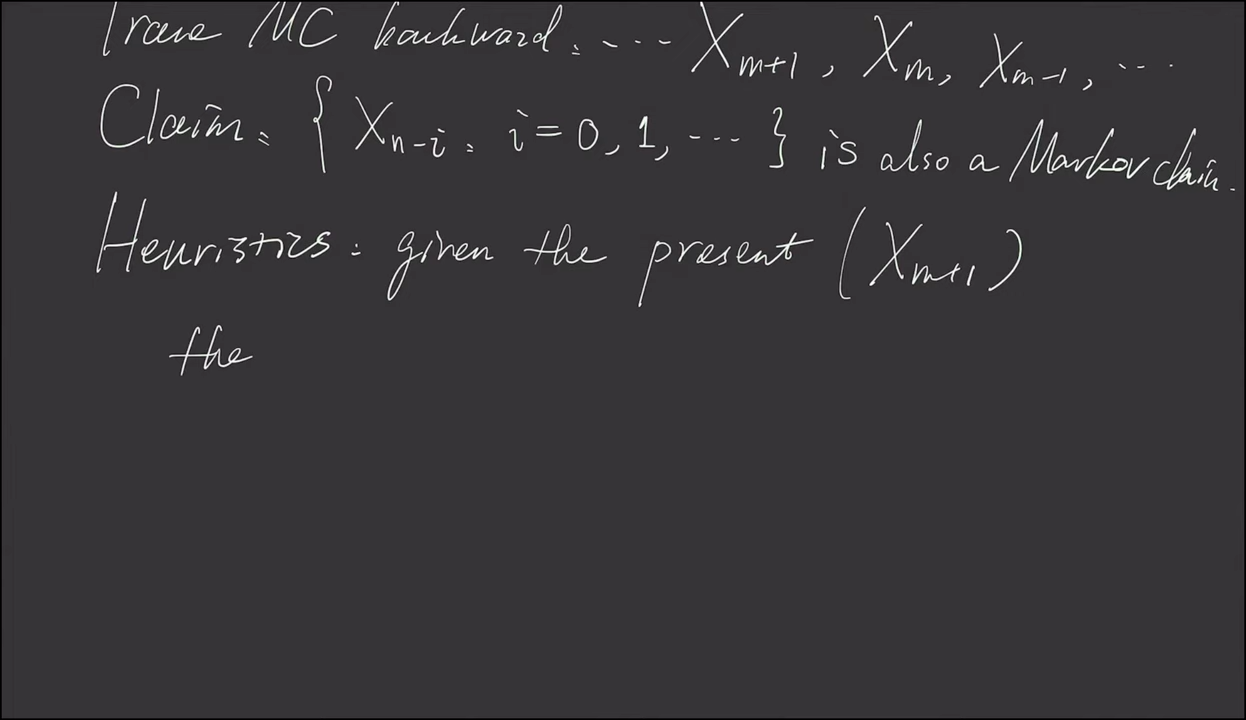 Trace MC backward: ... X_{m+1}, X_m, X_{m-1}, ...
Claim: { X_{n-i}, i = 0, 1, ... } is also a Markov chain.
Heuristics: given the present (X_{m+1})
the